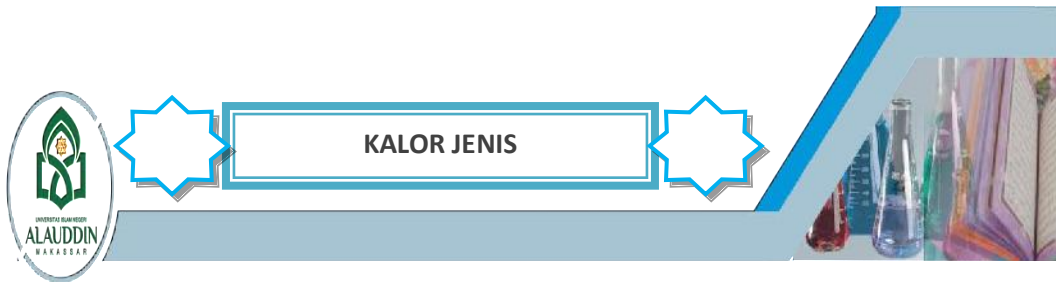 KALOR JENIS
UNIVERSITAS ISLAM NEGERI
ALAUDDIN
MAKASSAR